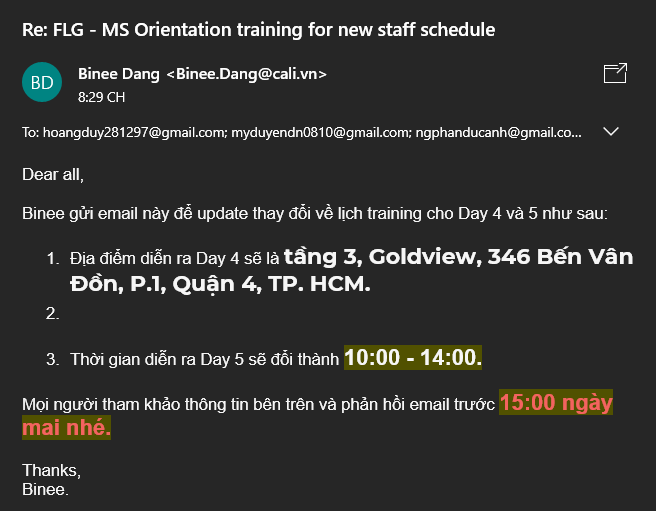 Re: FLG - MS Orientation training for new staff schedule
BD
Binee Dang <Binee.Dang@cali.vn>
8:29 CH
To: hoangduy281297@gmail.com; myduyendn0810@gmail.com; ngphanducanh@gmail.co...
Dear all,
Binee gửi email này để update thay đổi về lịch training cho Day 4 và 5 như sau:
1. Địa điểm diễn ra Day 4 sẽ là tầng 3, Goldview, 346 Bến Vân
Đồn, P.1, Quận 4, TP. HCM.
2.
3. Thời gian diễn ra Day 5 sẽ đổi thành 10:00 - 14:00.
Mọi người tham khảo thông tin bên trên và phản hồi email trước 15:00 ngày
mai nhé.
Thanks,
Binee.